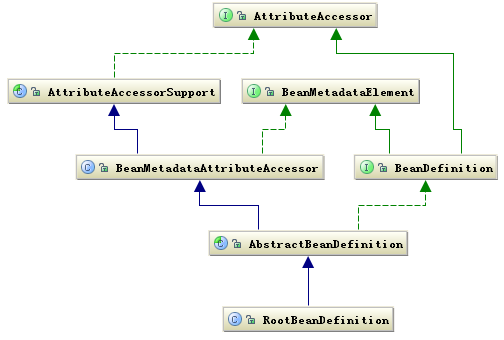 I AttributeAccessor
C AttributeAccessorSupport
I BeanMetadataElement
C BeanMetadataAttributeAccessor
I BeanDefinition
C AbstractBeanDefinition
C RootBeanDefinition